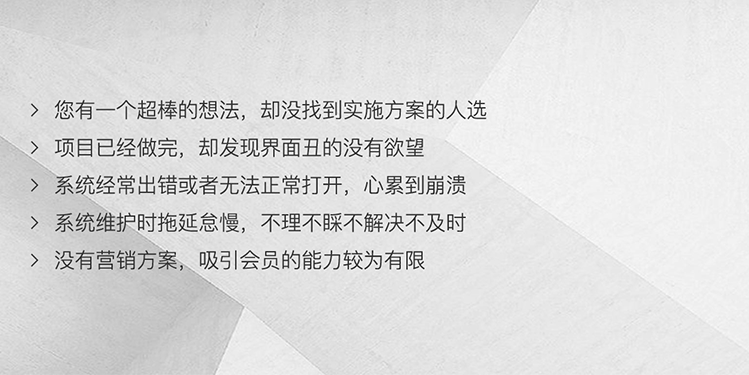 > 您有一个超棒的想法，却没找到实施方案的人选
> 项目已经做完，却发现界面丑的没有欲望
> 系统经常出错或者无法正常打开，心累到崩溃
> 系统维护时拖延怠慢，不理不睬不解决不及时
> 没有营销方案，吸引会员的能力较为有限